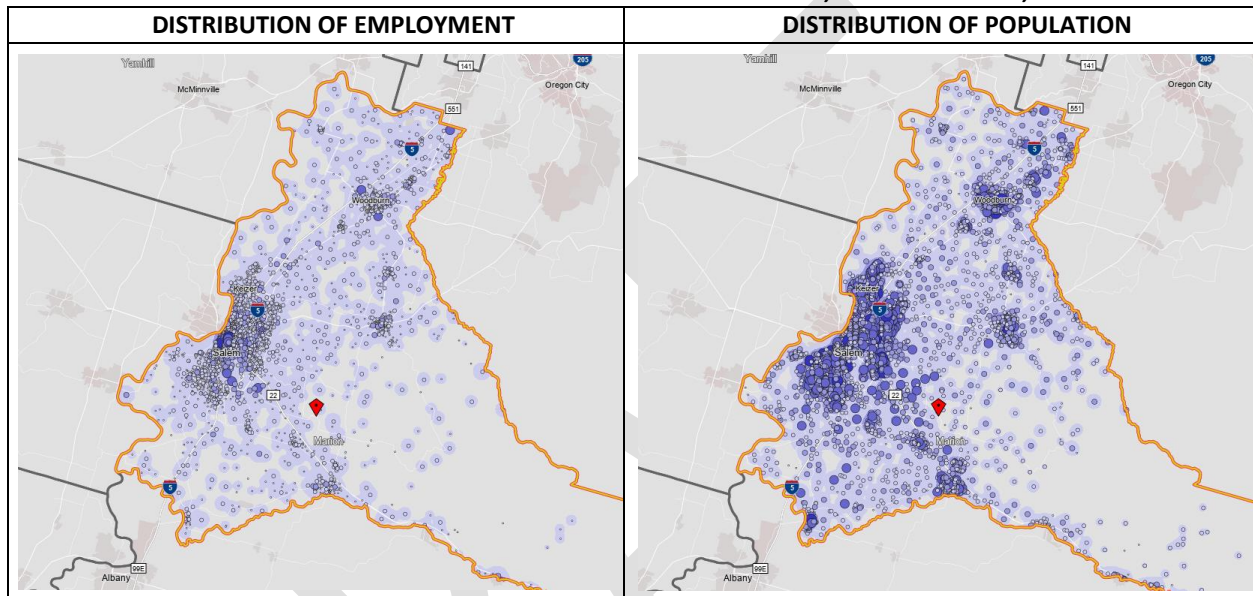 DISTRIBUTION OF EMPLOYMENT
DISTRIBUTION OF POPULATION
Yamhill
McMinnville
141
205
Oregon City
551
5
Woodburn
Keizer
5
Salem
22
Marion
5
99E
Albany
Yamhill
McMinnville
141
205
Oregon City
551
5
Woodburn
Keizer
5
Salem
22
Marion
5
99E
Albany